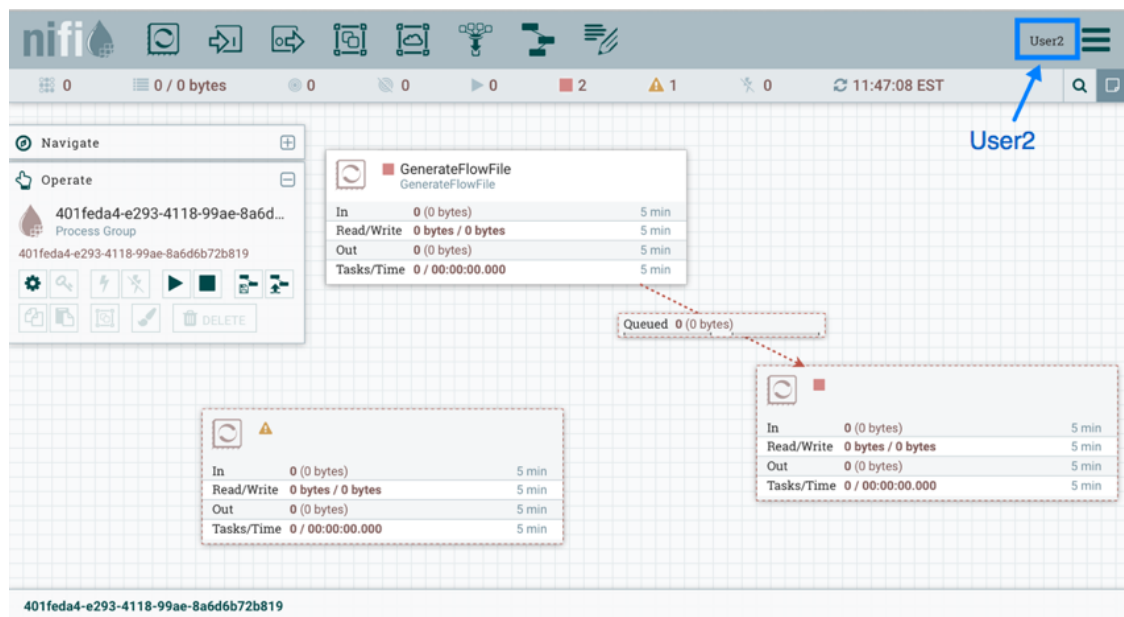 nifi
User2
0
0 / 0 bytes
0
0
0
2
1
0
11:47:08 EST
User2
Navigate
Operate
401feda4-e293-4118-99ae-8a6d...
Process Group
401feda4-e293-4118-99ae-8a6d6b72b819
DELETE
GenerateFlowFile
GenerateFlowFile
In 0 (0 bytes) 5 min
Read/Write 0 bytes / 0 bytes 5 min
Out 0 (0 bytes) 5 min
Tasks/Time 0 / 00:00:00.000 5 min
Queued 0 (0 bytes)
In 0 (0 bytes) 5 min
Read/Write 0 bytes / 0 bytes 5 min
Out 0 (0 bytes) 5 min
Tasks/Time 0 / 00:00:00.000 5 min
In 0 (0 bytes) 5 min
Read/Write 0 bytes / 0 bytes 5 min
Out 0 (0 bytes) 5 min
Tasks/Time 0 / 00:00:00.000 5 min
401feda4-e293-4118-99ae-8a6d6b72b819